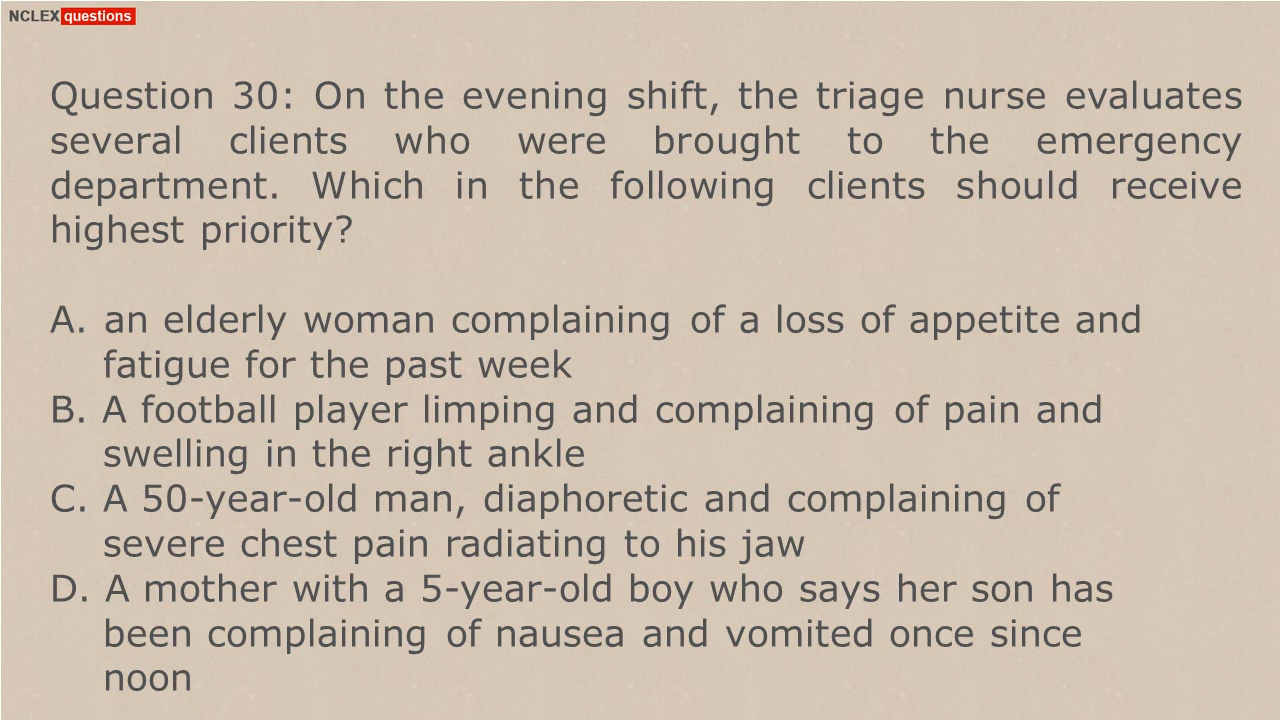 NCLEX questions
Question 30: On the evening shift, the triage nurse evaluates
several clients who were brought to the emergency
department. Which in the following clients should receive
highest priority?
A. an elderly woman complaining of a loss of appetite and
fatigue for the past week
B. A football player limping and complaining of pain and
swelling in the right ankle
C. A 50-year-old man, diaphoretic and complaining of
severe chest pain radiating to his jaw
D. A mother with a 5-year-old boy who says her son has
been complaining of nausea and vomited once since
noon